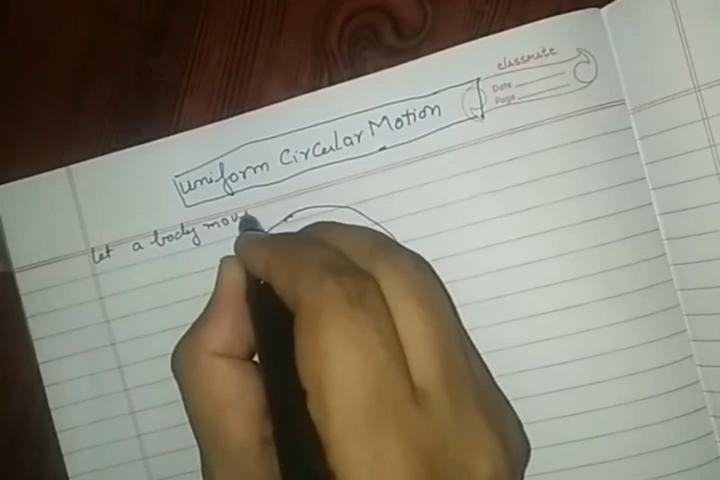 classmate
Date
Page
Uniform Circular Motion
Let a body mov